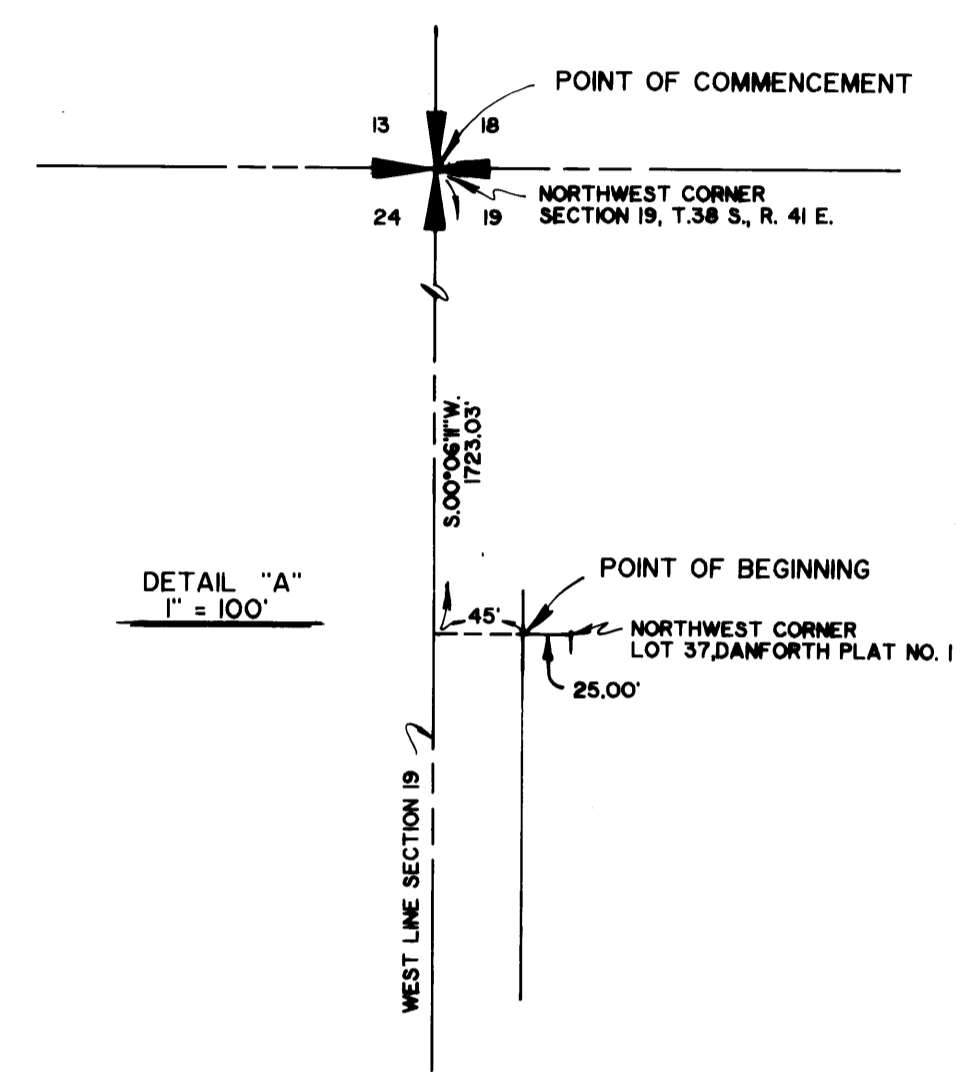 POINT OF COMMENCEMENT
13
18
NORTHWEST CORNER
SECTION 19, T.38 S., R. 41 E.
24
19
S.00°06'11"W.
1723.03'
DETAIL "A"
1" = 100'
POINT OF BEGINNING
45'
NORTHWEST CORNER
LOT 37, DANFORTH PLAT NO. 1
25.00'
WEST LINE SECTION 19